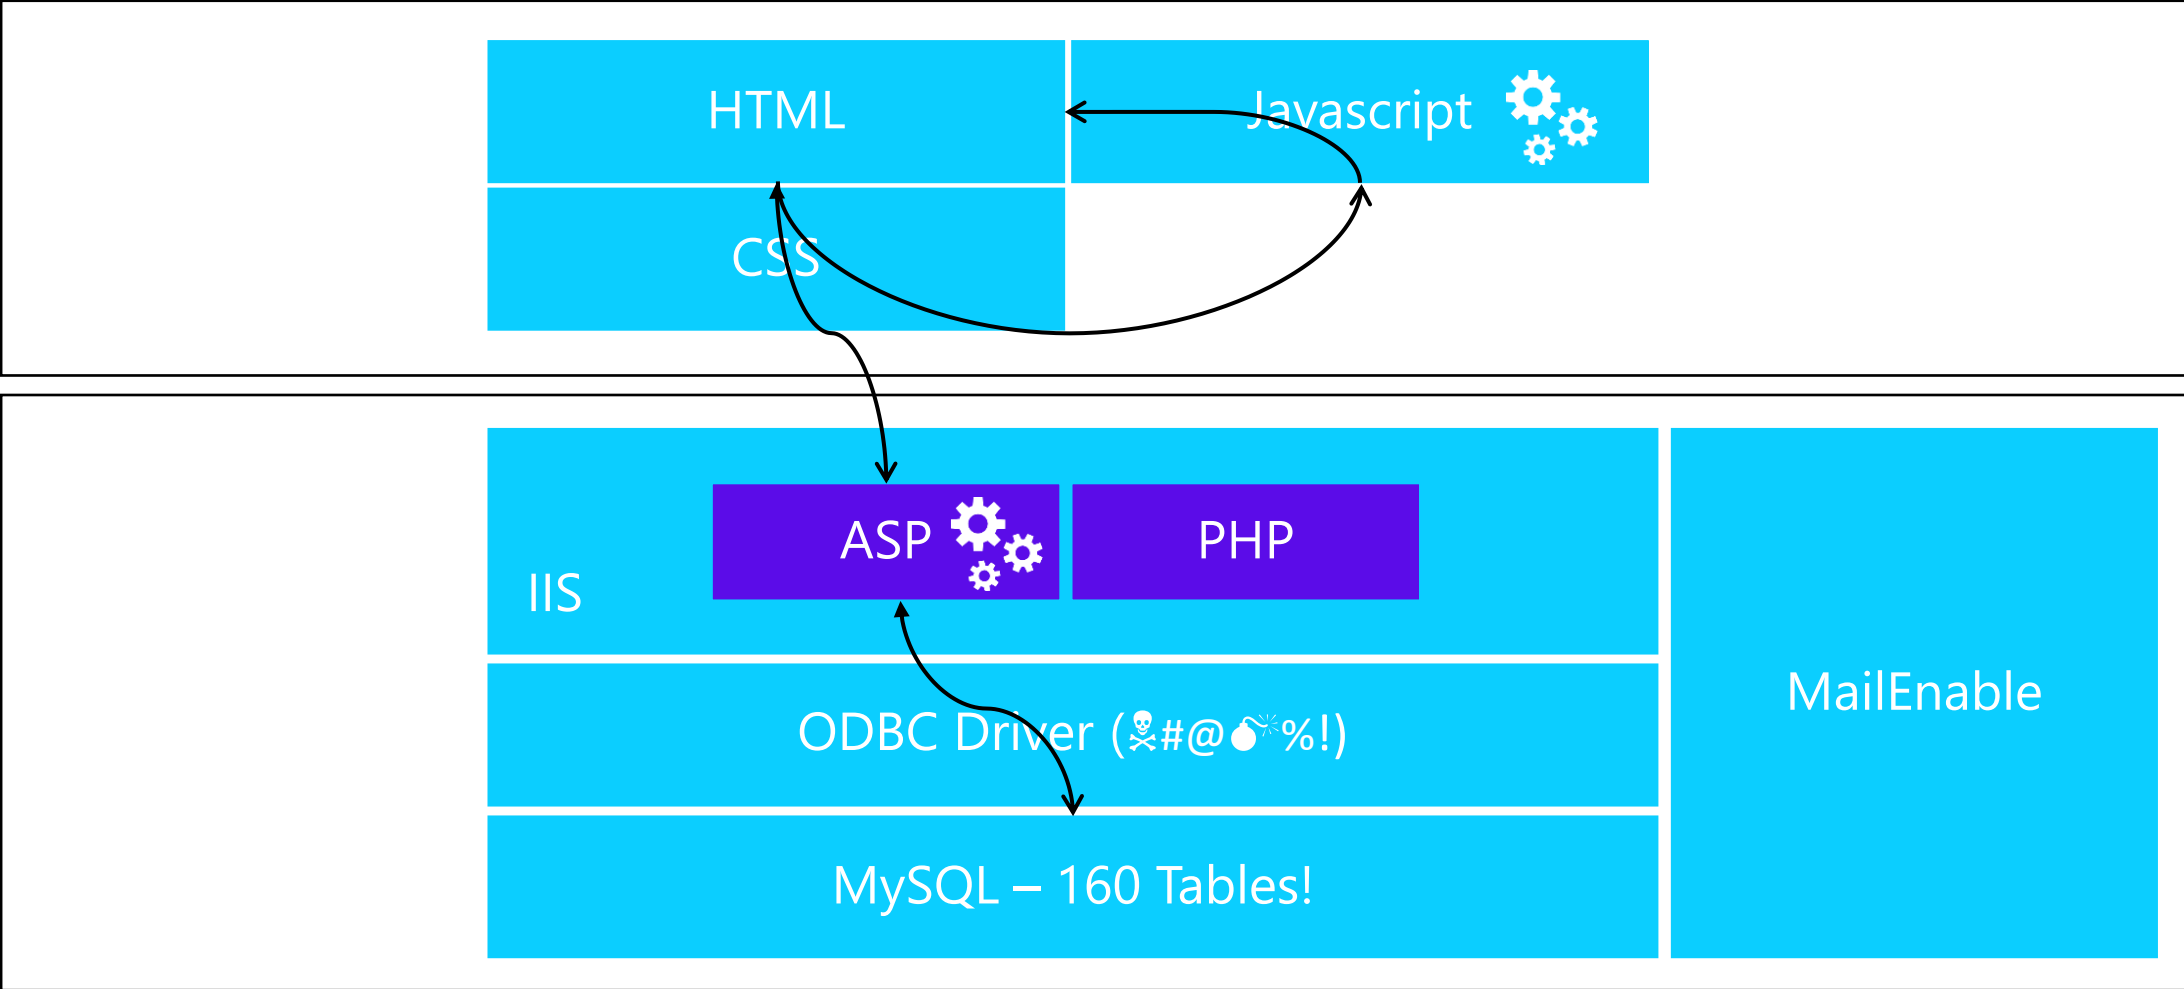 HTML
Javascript
CSS
ASP
PHP
IIS
MailEnable
ODBC Driver (☠#@💣%!)
MySQL – 160 Tables!